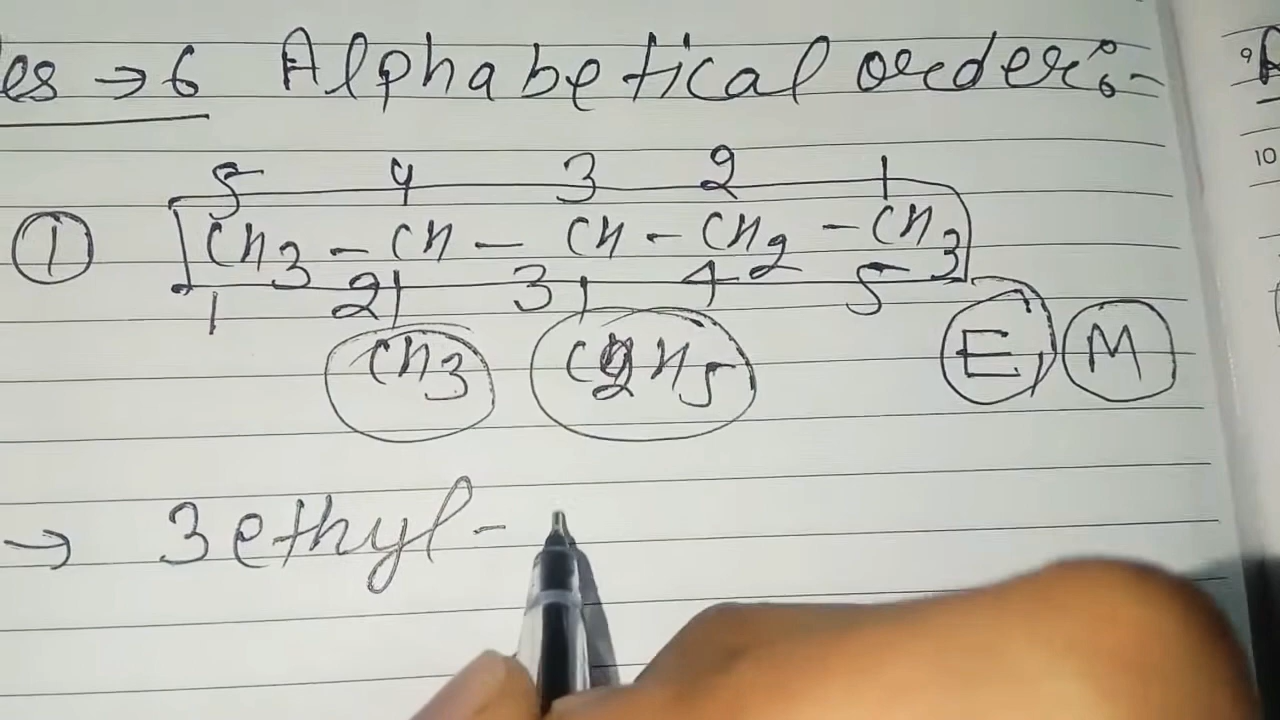 es → 6 Alphabetical order:-
5 4 3 2 1
① CH3 - CH - CH - CH2 - CH3
1 2 3 4 5
CH3 C2H5 E, M
→ 3 ethyl -
10